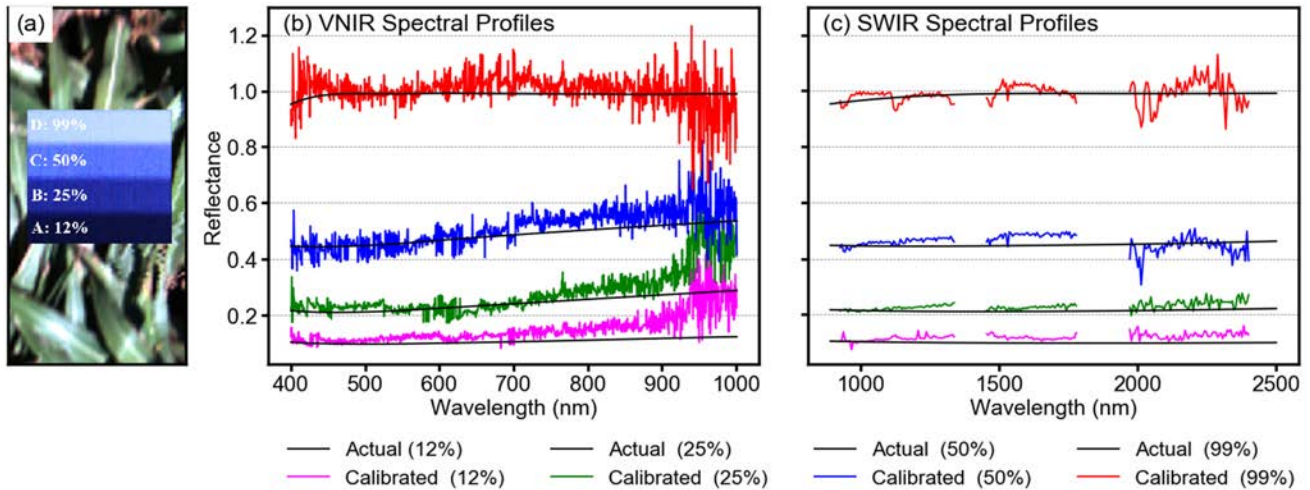 (a)
D: 99%
C: 50%
B: 25%
A: 12%
(b) VNIR Spectral Profiles
Reflectance
1.2
1.0
0.8
0.6
0.4
0.2
400 500 600 700 800 900 1000
Wavelength (nm)
(c) SWIR Spectral Profiles
1000 1500 2000 2500
Wavelength (nm)
Actual (12%) Actual (25%) Actual (50%) Actual (99%)
Calibrated (12%) Calibrated (25%) Calibrated (50%) Calibrated (99%)